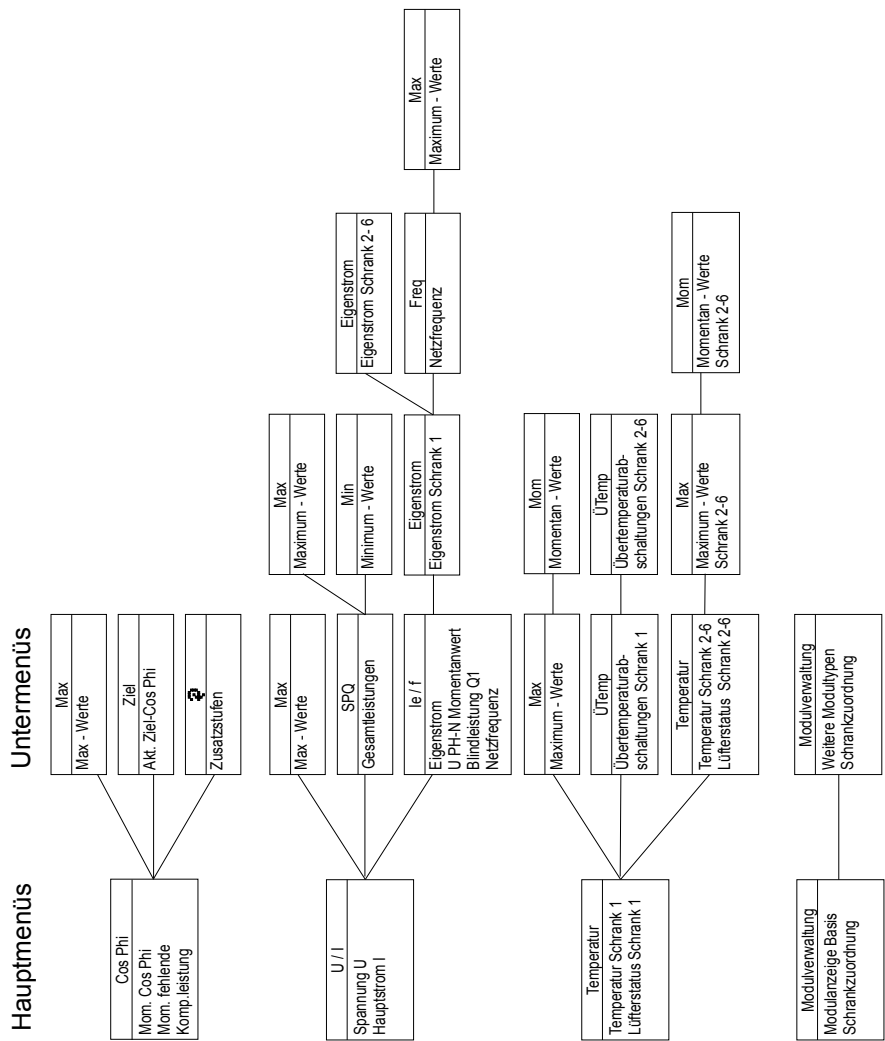 Hauptmenüs
Untermenüs
Cos Phi
Mom. Cos Phi
Mom. fehlende
Komp.leistung
Max
Max - Werte
Ziel
Akt. Ziel-Cos Phi
Zusatzstufen
U / I
Spannung U
Hauptstrom I
Max
Max - Werte
SPQ
Gesamtleistungen
Max
Maximum - Werte
Min
Minimum - Werte
Ie / f
Eigenstrom
U PH-N Momentanwert
Blindleistung Q1
Netzfrequenz
Eigenstrom
Eigenstrom Schrank 1
Eigenstrom
Eigenstrom Schrank 2- 6
Freq
Netzfrequenz
Max
Maximum - Werte
Temperatur
Temperatur Schrank 1
Lüfterstatus Schrank 1
Max
Maximum - Werte
Mom
Momentan - Werte
ÜTemp
Übertemperaturab-
schaltungen Schrank 1
ÜTemp
Übertemperaturab-
schaltungen Schrank 2-6
Temperatur
Temperatur Schrank 2-6
Lüfterstatus Schrank 2-6
Max
Maximum - Werte
Schrank 2-6
Mom
Momentan - Werte
Schrank 2-6
Modulverwaltung
Modulanzeige Basis
Schrankzuordnung
Modulverwaltung
Weitere Modultypen
Schrankzuordnung